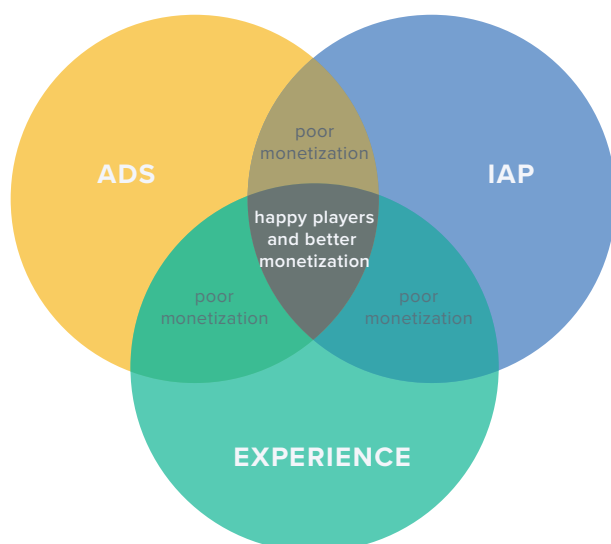 poor
monetization
ADS
IAP
happy players
and better
monetization
poor
monetization
poor
monetization
EXPERIENCE